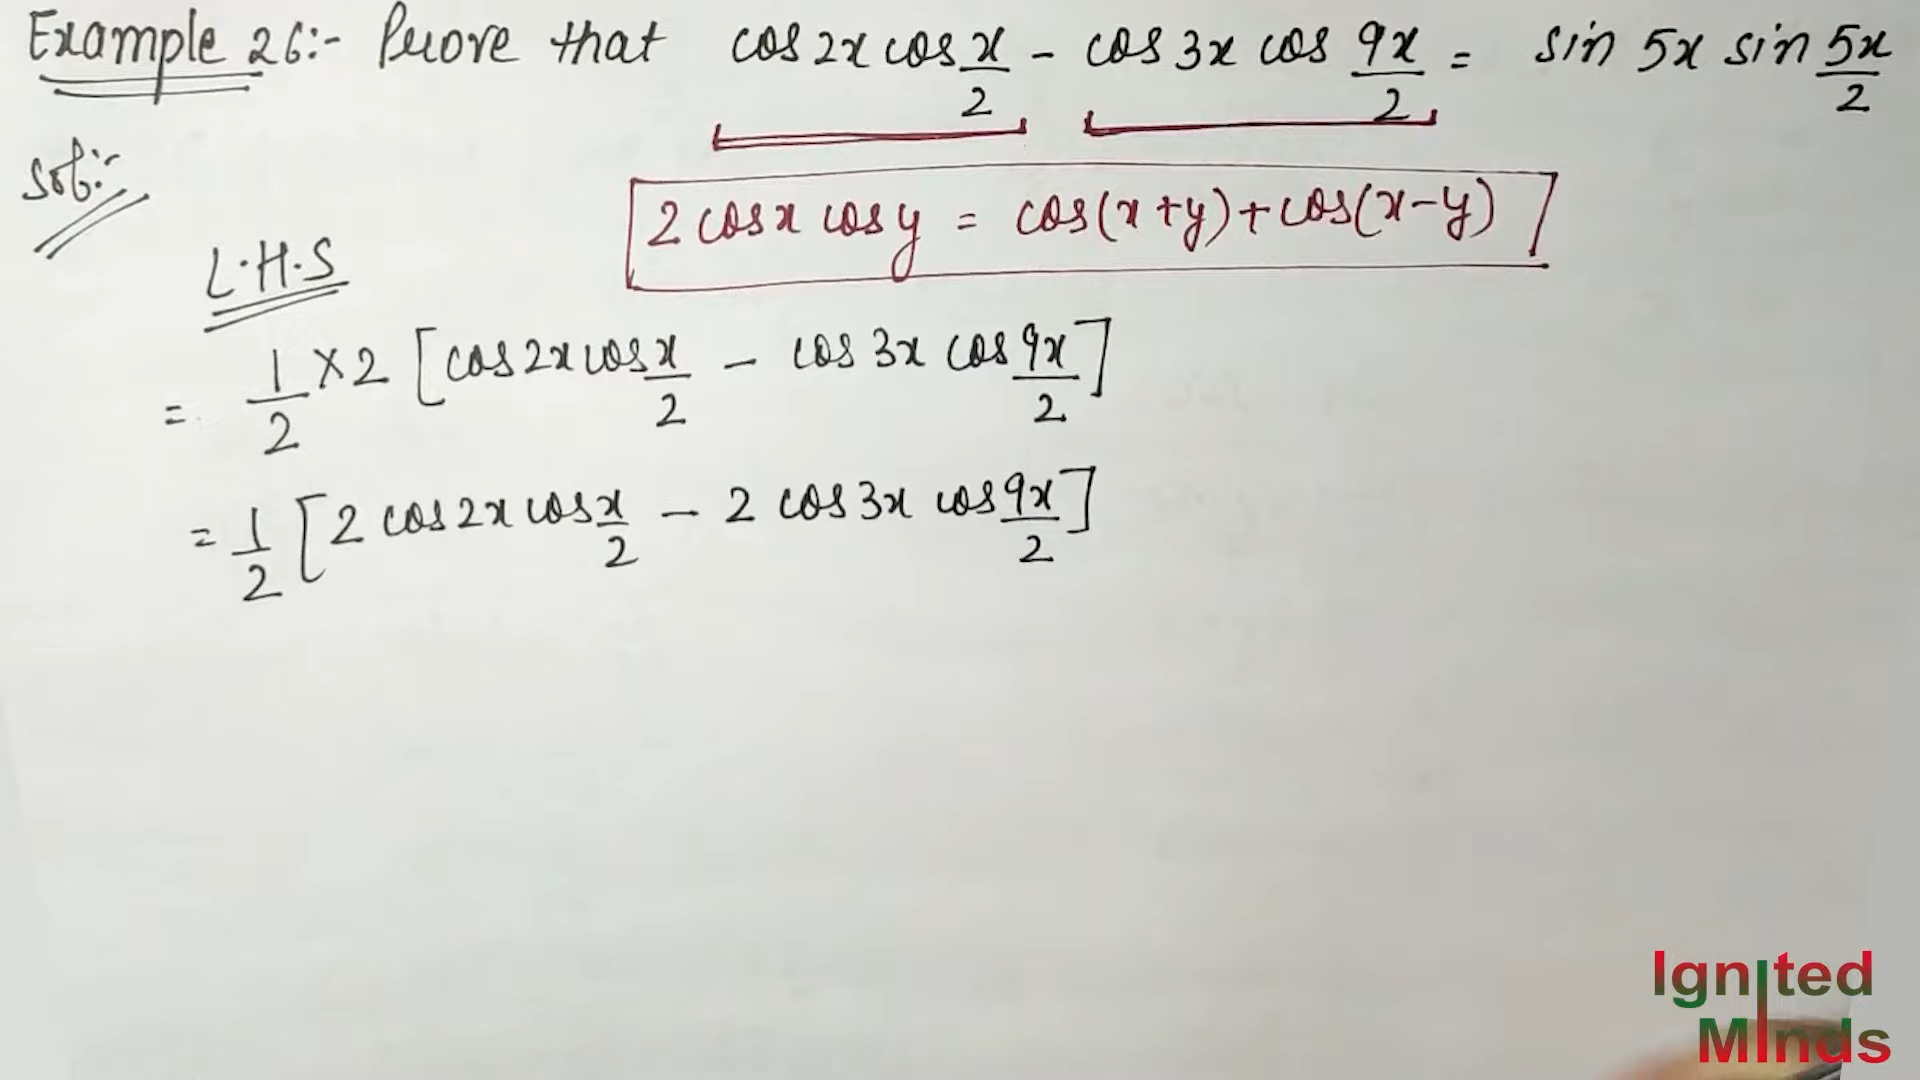 Example 26:- Prove that cos 2x cos x/2 - cos 3x cos 9x/2 = sin 5x sin 5x/2
Sol:-
2 cos x cos y = cos(x+y)+cos(x-y)
L.H.S
= 1/2 × 2 [cos 2x cos x/2 - cos 3x cos 9x/2]
= 1/2 [2 cos 2x cos x/2 - 2 cos 3x cos 9x/2]
Ignited
Minds